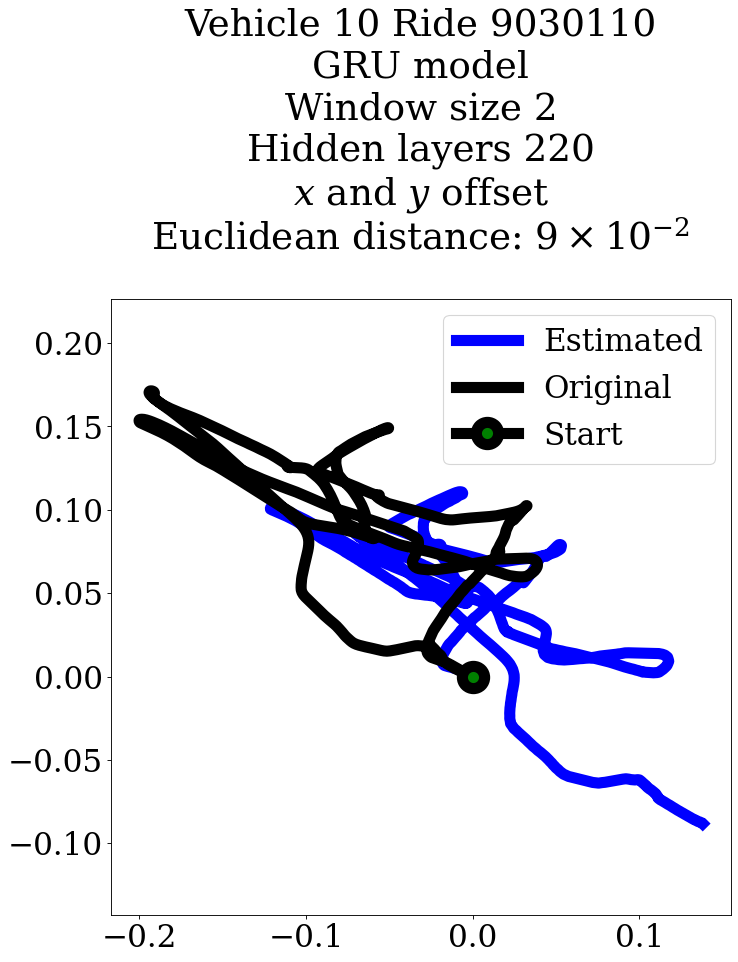 Vehicle 10 Ride 9030110
GRU model
Window size 2
Hidden layers 220
x and y offset
Euclidean distance: 9 × 10⁻²
Estimated
Original
Start
0.20
0.15
0.10
0.05
0.00
−0.05
−0.10
−0.2
−0.1
0.0
0.1